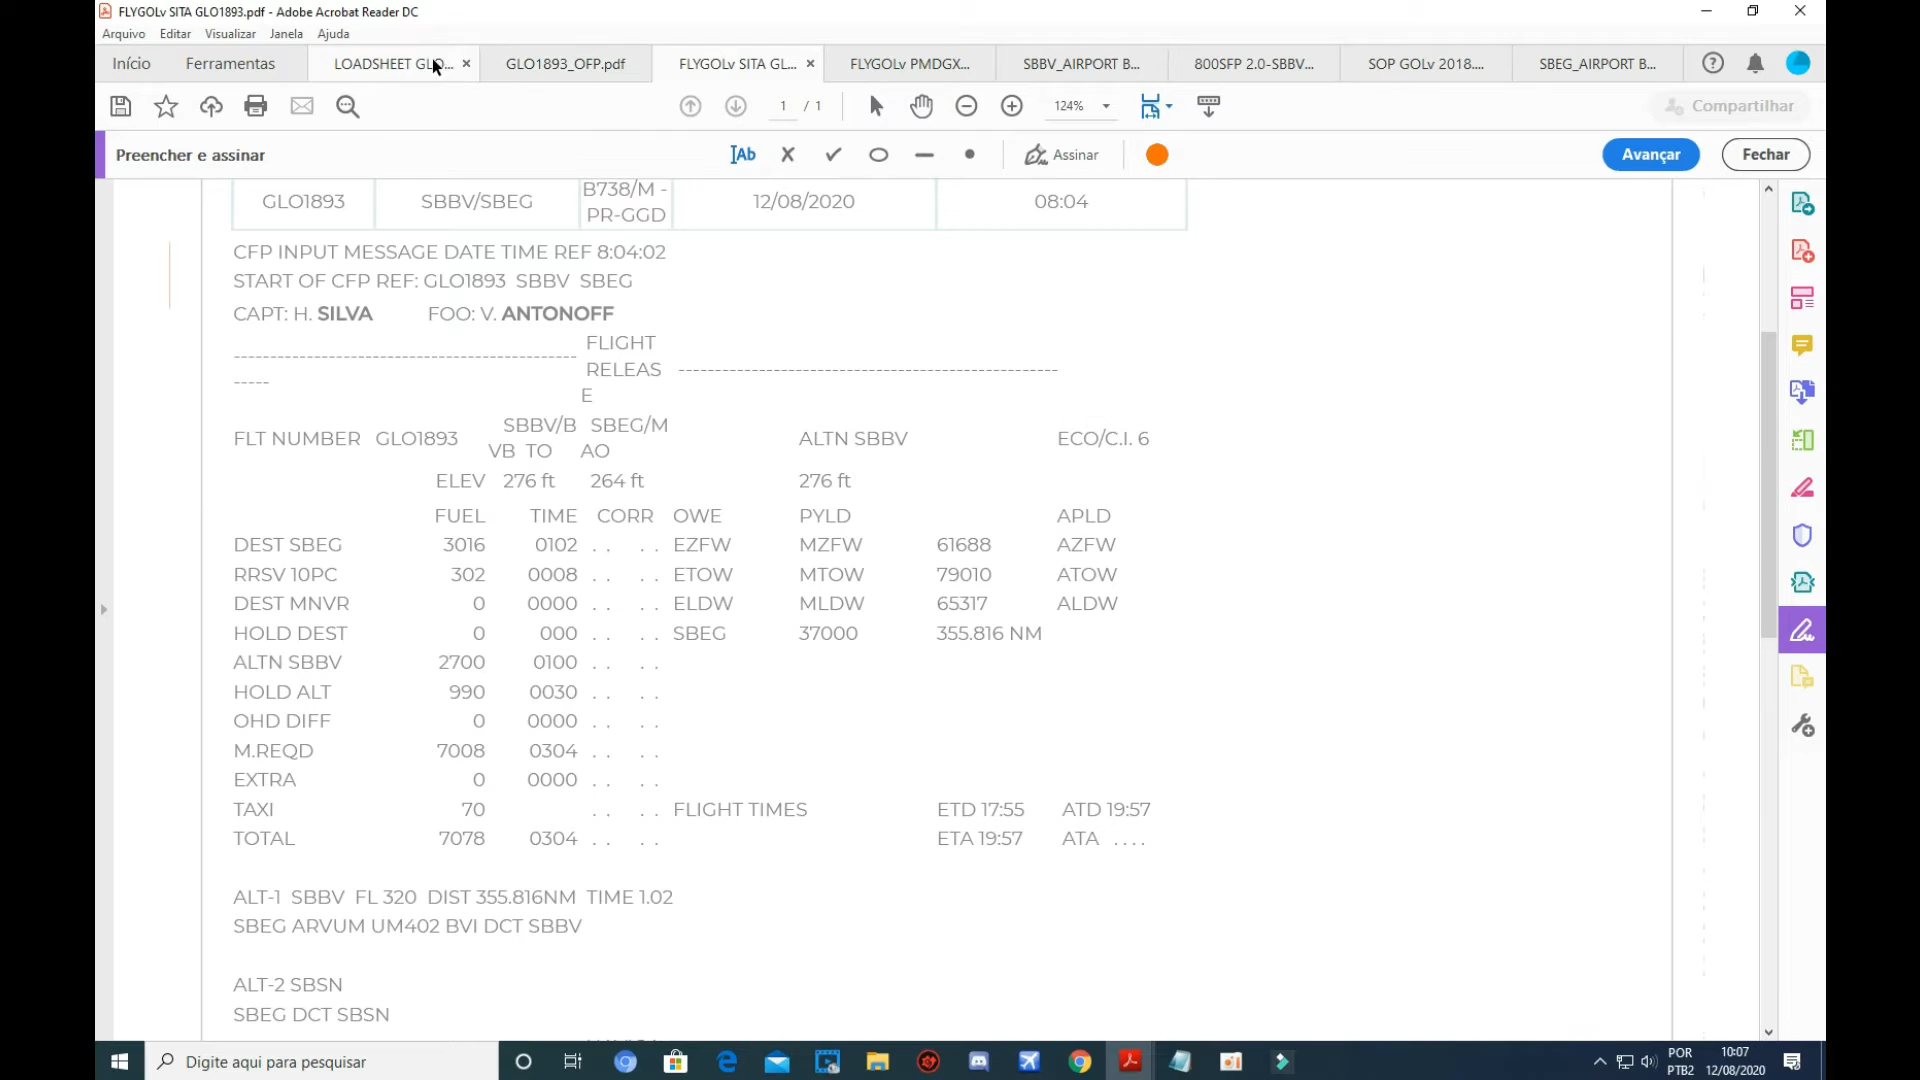 FLYGOLv SITA GLO1893.pdf - Adobe Acrobat Reader DC
Arquivo Editar Visualizar Janela Ajuda
Início Ferramentas LOADSHEET GLO... × GLO1893_OFP.pdf FLYGOLv SITA GL... × FLYGOLv PMDGX... SBBV_AIRPORT B... 800SFP 2.0-SBBV... SOP GOLv 2018.... SBEG_AIRPORT B...
1 / 1 124% Compartilhar
Preencher e assinar Ab Assinar Avançar Fechar
GLO1893 SBBV/SBEG B738/M - PR-GGD 12/08/2020 08:04
CFP INPUT MESSAGE DATE TIME REF 8:04:02
START OF CFP REF: GLO1893 SBBV SBEG
CAPT: H. SILVA FOO: V. ANTONOFF
------------------------------------------------ ----- FLIGHT RELEAS E -----------------------------------------------------
FLT NUMBER GLO1893 SBBV/B VB TO SBEG/M AO ALTN SBBV ECO/C.I. 6
ELEV 276 ft 264 ft 276 ft
FUEL TIME CORR OWE PYLD APLD
DEST SBEG 3016 0102 . . . . EZFW MZFW 61688 AZFW
RRSV 10PC 302 0008 . . . . ETOW MTOW 79010 ATOW
DEST MNVR 0 0000 . . . . ELDW MLDW 65317 ALDW
HOLD DEST 0 000 . . . . SBEG 37000 355.816 NM
ALTN SBBV 2700 0100 . . . .
HOLD ALT 990 0030 . . . .
OHD DIFF 0 0000 . . . .
M.REQD 7008 0304 . . . .
EXTRA 0 0000 . . . .
TAXI 70 . . . . FLIGHT TIMES ETD 17:55 ATD 19:57
TOTAL 7078 0304 . . . . ETA 19:57 ATA . . . .
ALT-1 SBBV FL 320 DIST 355.816NM TIME 1.02
SBEG ARVUM UM402 BVI DCT SBBV
ALT-2 SBSN
SBEG DCT SBSN
Digite aqui para pesquisar POR PTB2 10:07 12/08/2020